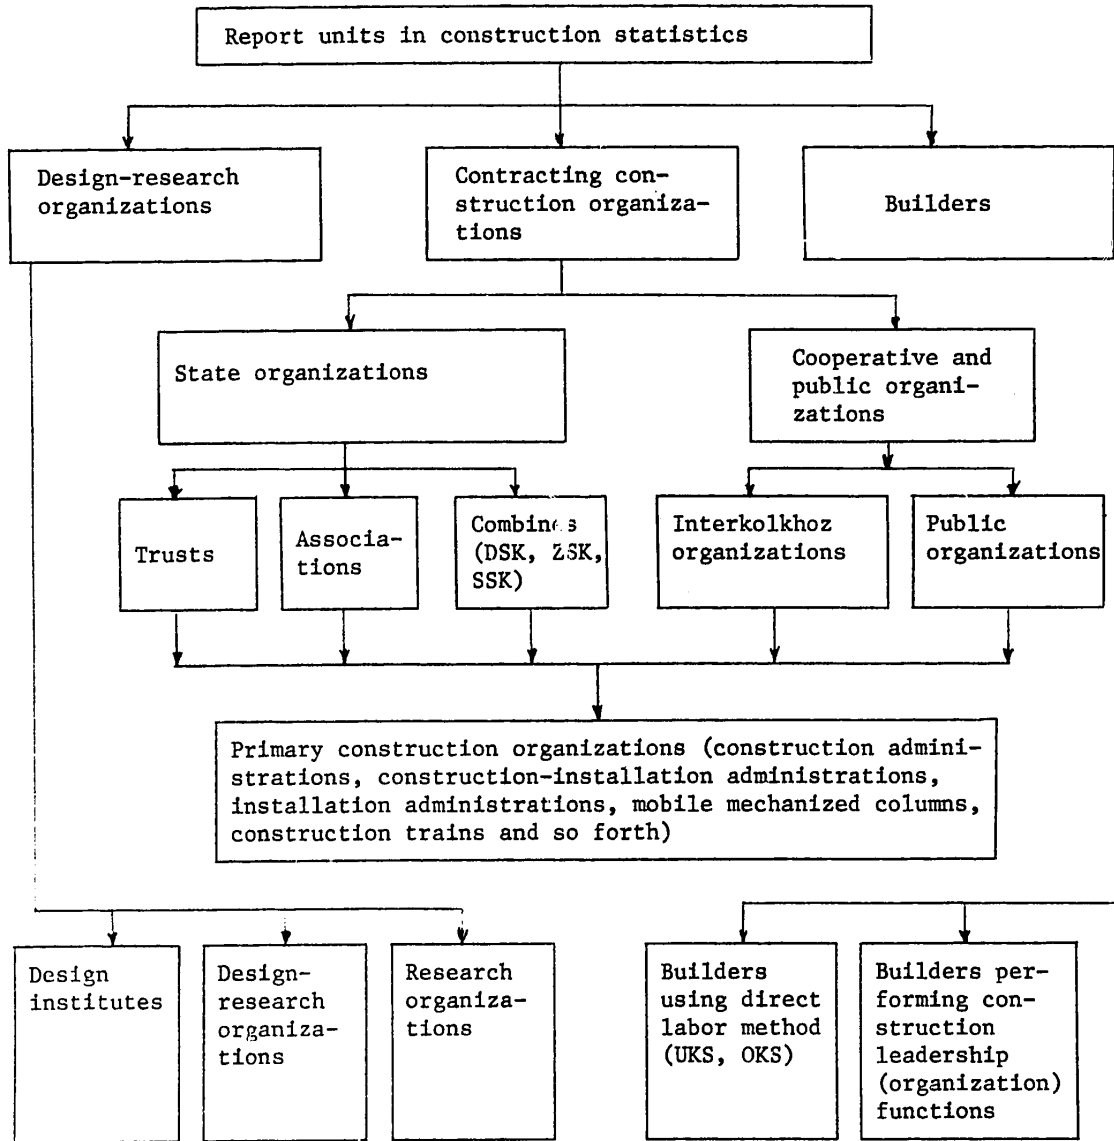 Report units in construction statistics
Design-research
organizations
Contracting con-
struction organiza-
tions
Builders
State organizations
Cooperative and
public organi-
zations
Trusts
Associa-
tions
Combines
(DSK, ZSK,
SSK)
Interkolkhoz
organizations
Public
organizations
Primary construction organizations (construction admini-
strations, construction-installation administrations,
installation administrations, mobile mechanized columns,
construction trains and so forth)
Design
institutes
Design-
research
organiza-
tions
Research
organiza-
tions
Builders
using direct
labor method
(UKS, OKS)
Builders per-
forming con-
struction
leadership
(organization)
functions